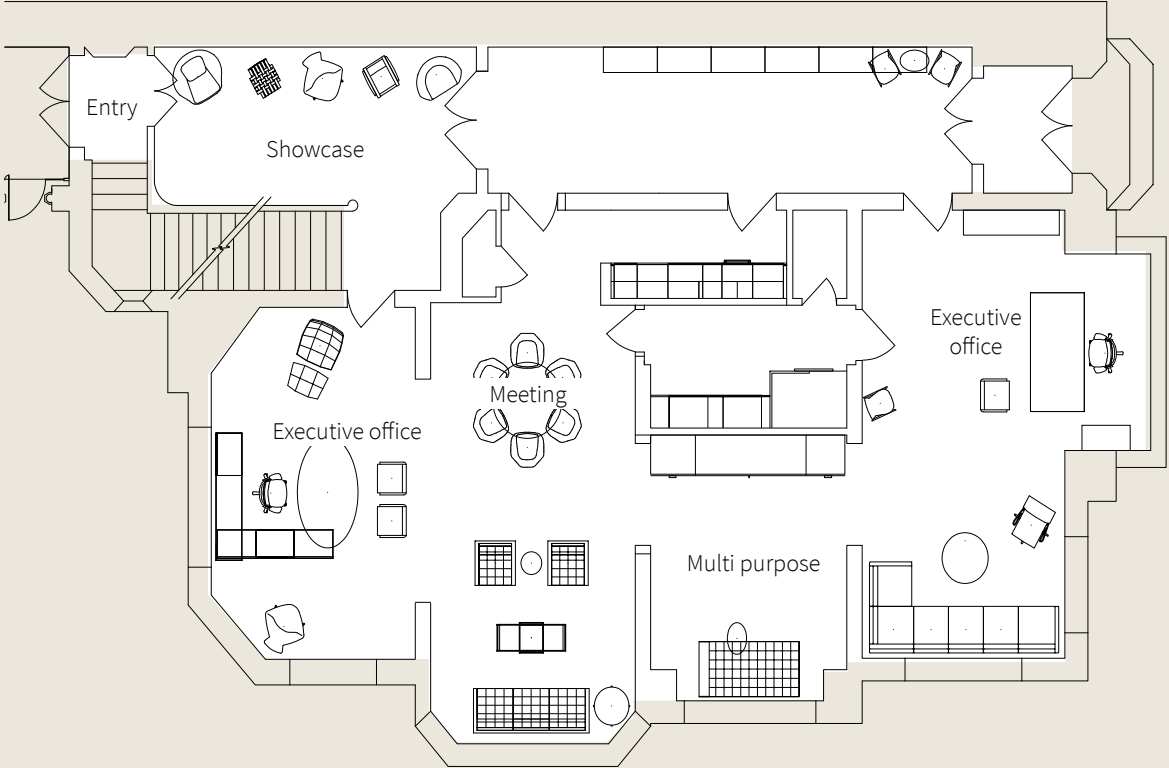 Entry
Showcase
Executive
office
Meeting
Executive office
Multi purpose